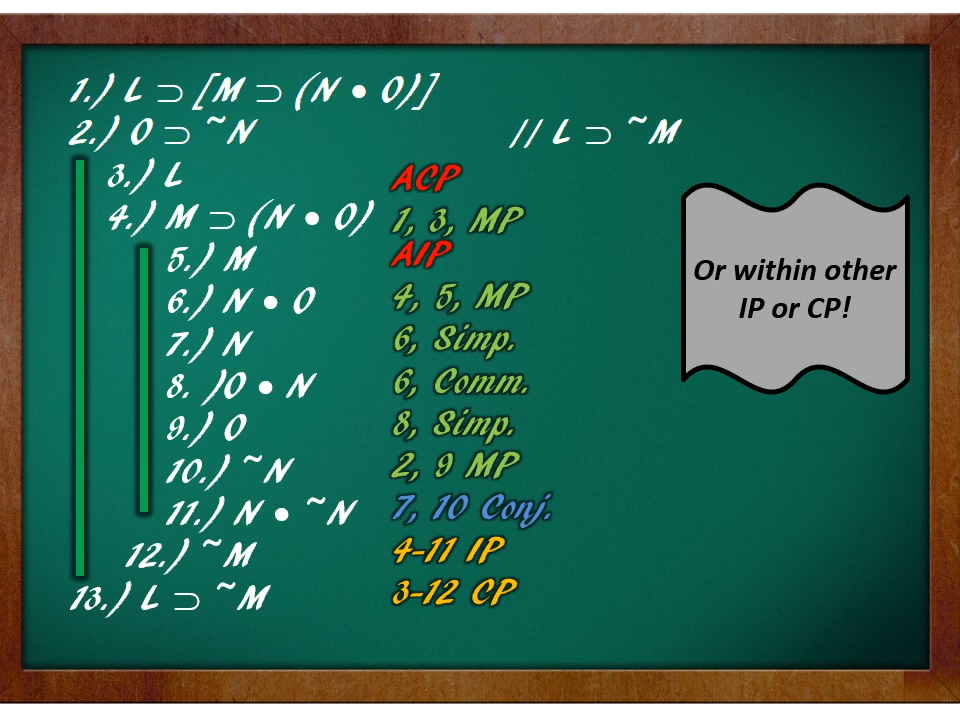 1.) L ⊃ [M ⊃ (N • O)]
2.) O ⊃ ~N // L ⊃ ~M
3.) L ACP
4.) M ⊃ (N • O) 1, 3, MP
5.) M AIP
6.) N • O 4, 5, MP
7.) N 6, Simp.
8. )O • N 6, Comm.
9.) O 8, Simp.
10.) ~N 2, 9 MP
11.) N • ~N 7, 10 Conj.
12.) ~M 4-11 IP
13.) L ⊃ ~M 3-12 CP
Or within other
IP or CP!